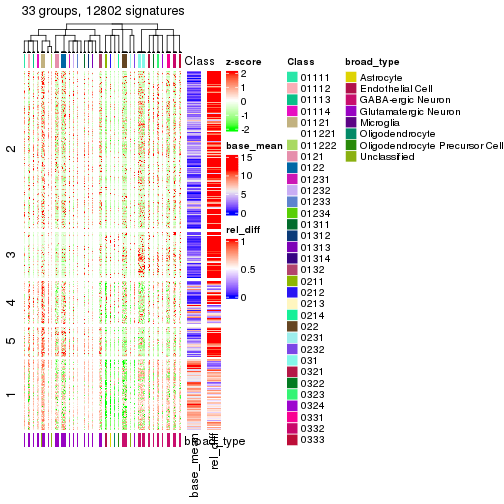 33 groups, 12802 signatures
Class
2
3
4
5
1
broad_type
base_mean
rel_diff
z-score
2
1
0
-1
-2
base_mean
15
10
5
0
rel_diff
1
0.5
0
Class
01111
01112
01113
01114
01121
011221
011222
0121
0122
01231
01232
01233
01234
01311
01312
01313
01314
0132
0211
0212
0213
0214
022
0231
0232
031
0321
0322
0323
0324
0331
0332
0333
broad_type
Astrocyte
Endothelial Cell
GABA-ergic Neuron
Glutamatergic Neuron
Microglia
Oligodendrocyte
Oligodendrocyte Precursor Cell
Unclassified